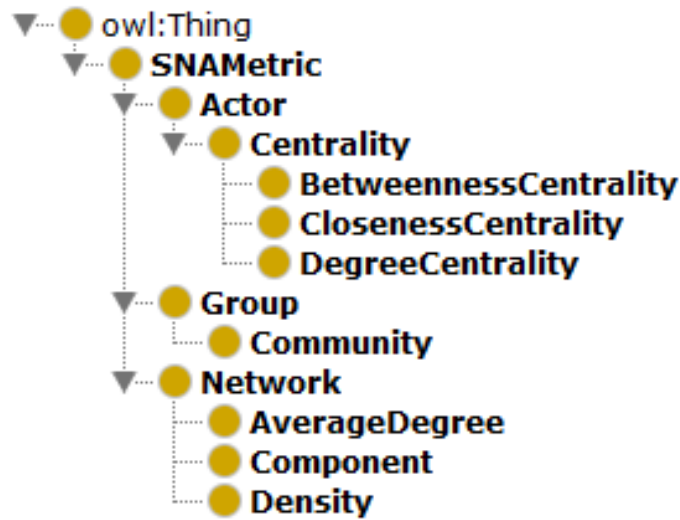 owl:Thing
SNAMetric
Actor
Centrality
BetweennessCentrality
ClosenessCentrality
DegreeCentrality
Group
Community
Network
AverageDegree
Component
Density